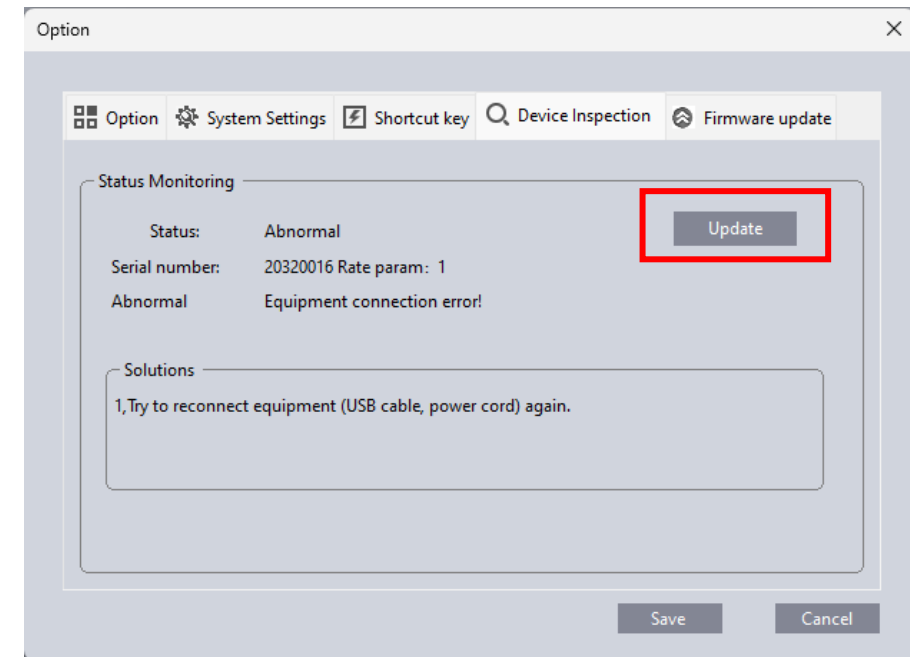 Option
Option System Settings Shortcut key Device Inspection Firmware update
Status Monitoring
Status: Abnormal Update
Serial number: 20320016 Rate param: 1
Abnormal Equipment connection error!
Solutions
1,Try to reconnect equipment (USB cable, power cord) again.
Save Cancel